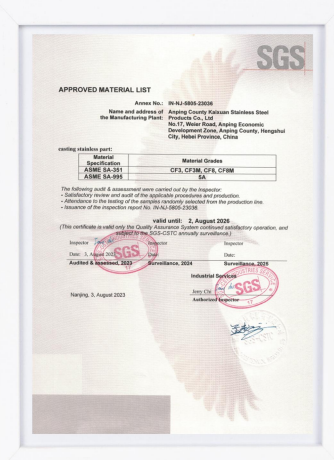 SGS
APPROVED MATERIAL LIST
Annex No.: IN-NJ-5805-23036
Name and address of the Manufacturing Plant: Anping County Kaixuan Stainless Steel Products Co., Ltd
No.17, Weier Road, Anping Economic Development Zone, Anping County, Hengshui City, Hebei Province, China
casting stainless part:
Material Specification Material Grades
ASME SA-351 CF3, CF3M, CF8, CF8M
ASME SA-995 5A
The following audit & assessment were carried out by the Inspector:
- Satisfactory review and audit of the applicable procedures and production.
- Attendance to the testing of the samples randomly selected from the production line.
- Issuance of the inspection report No. IN-NJ-5805-23036
valid until: 2, August 2026
(This certificate is valid only the Quality Assurance System continued satisfactory operation, and subject to the SGS-CSTC annually surveillance.)
Inspector Inspector Inspector
Date: 3, August 2023 Date: Date:
SGS
Audited & examined, 2023 Surveillance, 2024 Surveillance, 2025
Industrial Services
Jerry Cui
SGS
Authorized Inspector
Nanjing, 3, August 2023